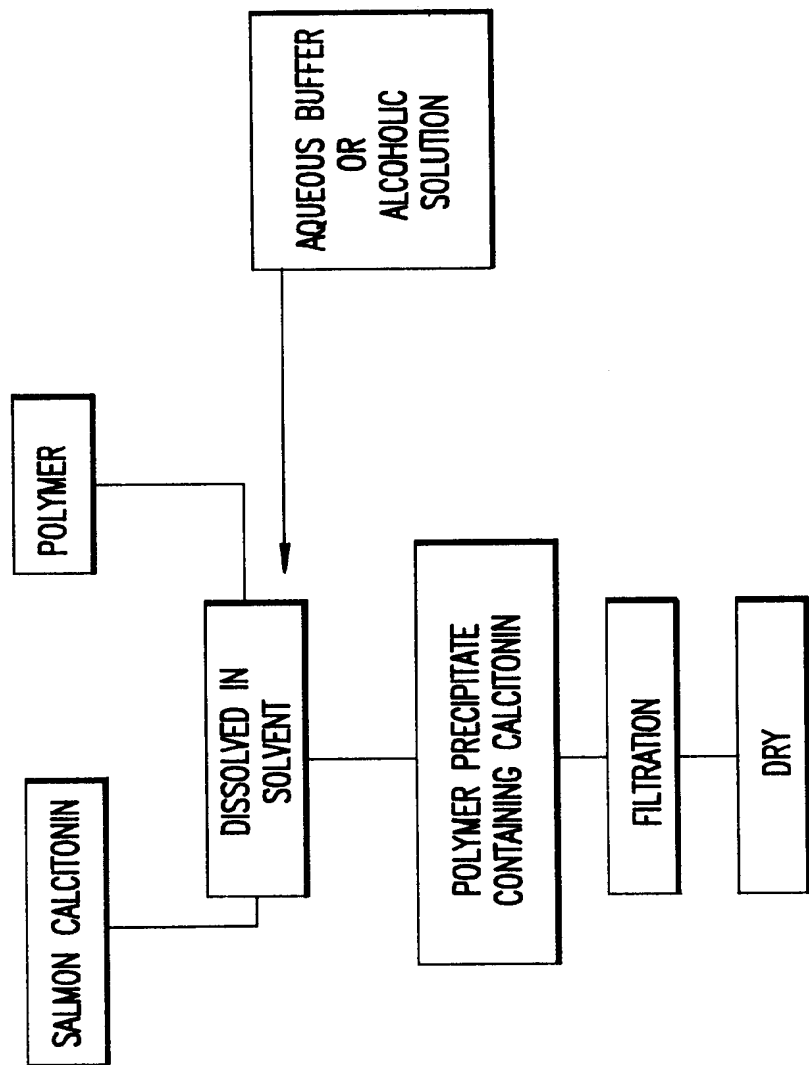 SALMON CALCITONIN
POLYMER
DISSOLVED IN
SOLVENT
AQUEOUS BUFFER
OR
ALCOHOLIC
SOLUTION
POLYMER PRECIPITATE
CONTAINING CALCITONIN
FILTRATION
DRY